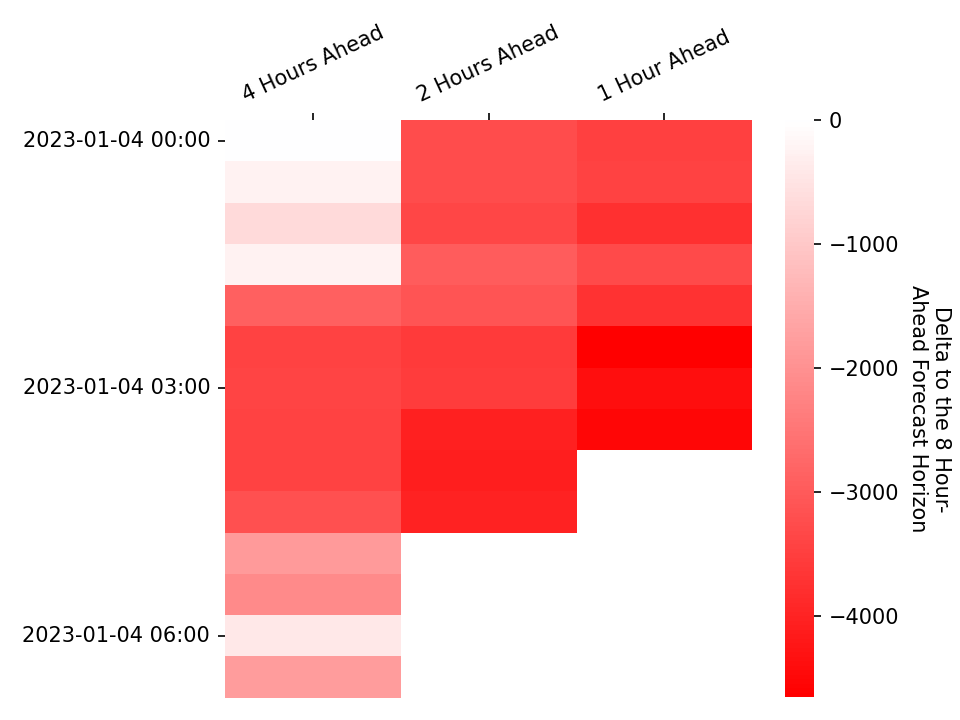 4 Hours Ahead
2 Hours Ahead
1 Hour Ahead
2023-01-04 00:00
2023-01-04 03:00
2023-01-04 06:00
0
−1000
−2000
−3000
−4000
Delta to the 8 Hour-
Ahead Forecast Horizon